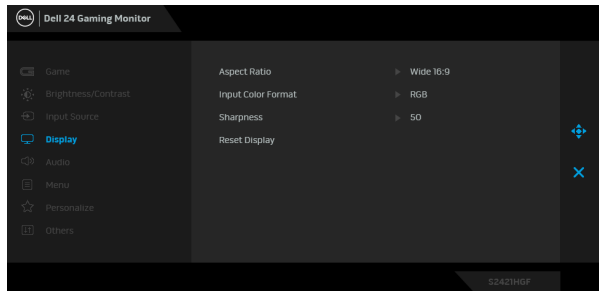 DELL Dell 24 Gaming Monitor
Game
Brightness/Contrast
Input Source
Display
Audio
Menu
Personalize
Others
Aspect Ratio Wide 16:9
Input Color Format RGB
Sharpness 50
Reset Display
S2421HGF